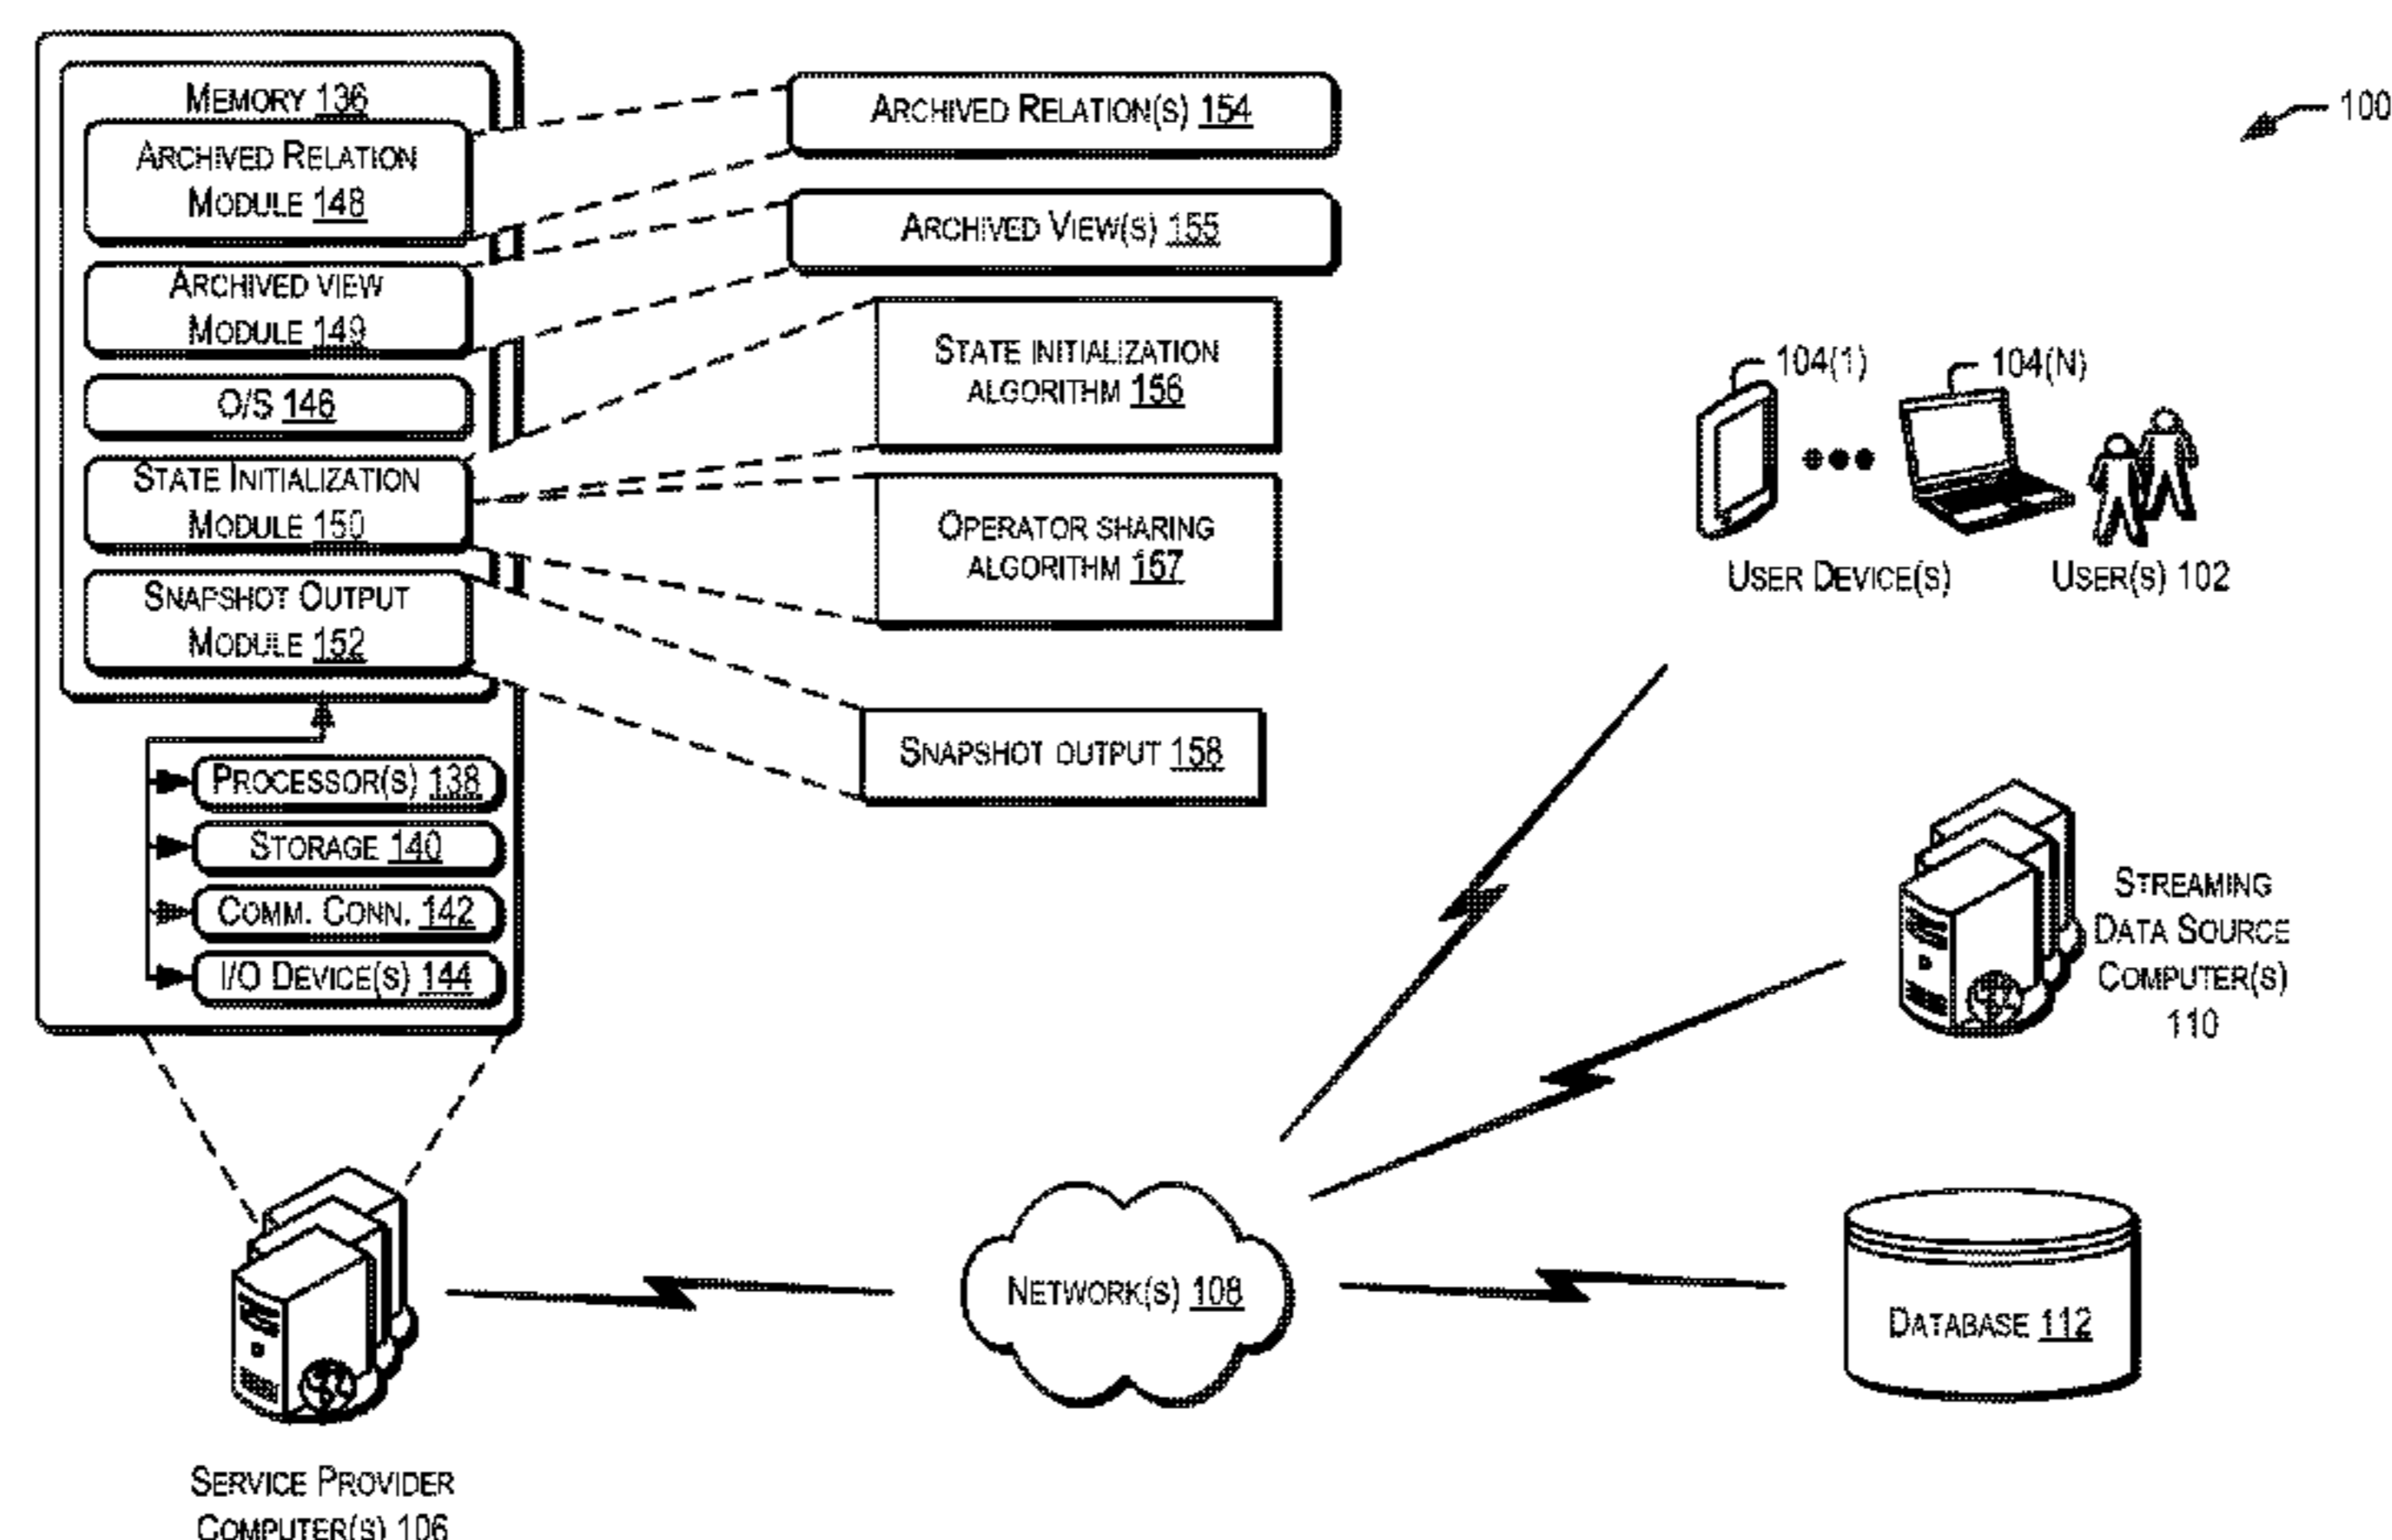 MEMORY 136
ARCHIVED RELATION
MODULE 148
ARCHIVED VIEW
MODULE 149
O/S 146
STATE INITIALIZATION
MODULE 150
SNAPSHOT OUTPUT
MODULE 152
PROCESSOR(S) 138
STORAGE 140
COMM. CONN. 142
I/O DEVICE(S) 144
ARCHIVED RELATION(S) 154
ARCHIVED VIEW(S) 155
STATE INITIALIZATION
ALGORITHM 156
OPERATOR SHARING
ALGORITHM 157
SNAPSHOT OUTPUT 158
100
104(1)
104(N)
USER DEVICE(S)
USER(S) 102
STREAMING
DATA SOURCE
COMPUTER(S)
110
NETWORK(S) 108
DATABASE 112
SERVICE PROVIDER
COMPUTER(S) 106